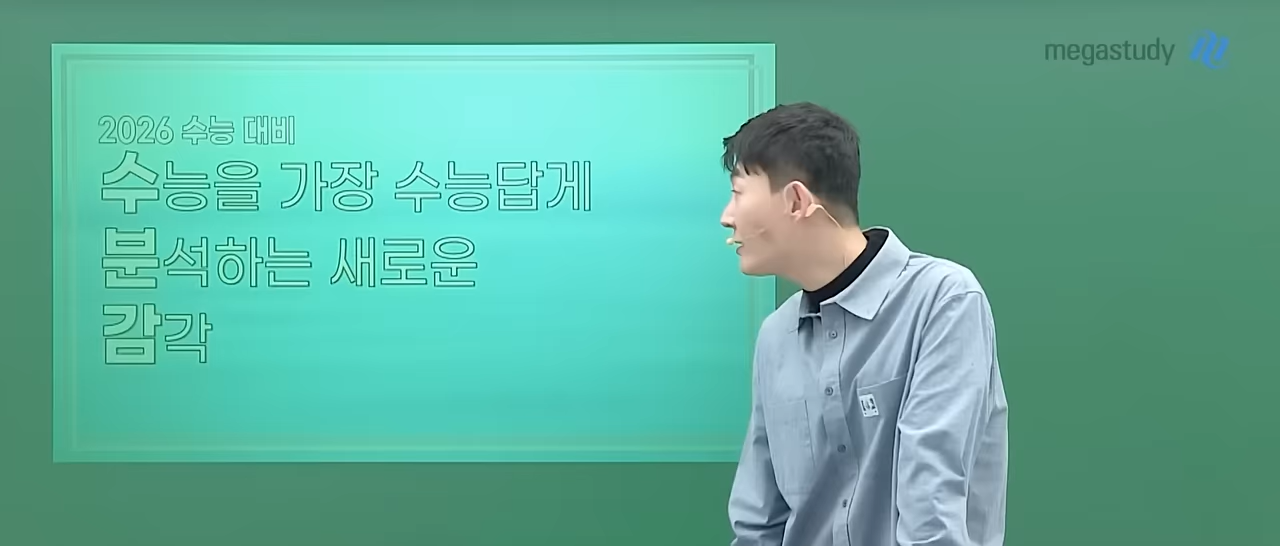 megastudy
2026 수능 대비
수능을 가장 수능답게
분석하는 새로운
감각